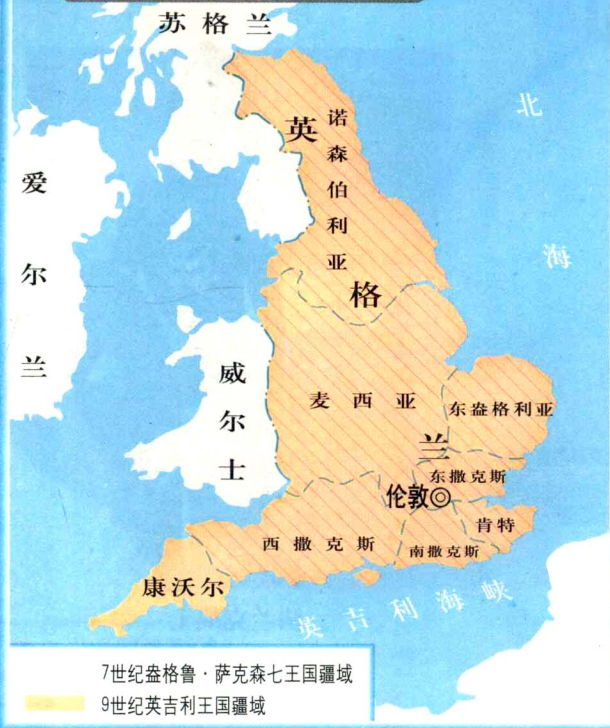 苏格兰
北海
英格兰
诺森伯利亚
爱尔兰
威尔士
麦西亚
东盎格利亚
东撒克斯
伦敦
肯特
西撒克斯
南撒克斯
康沃尔
英吉利海峡
7世纪盎格鲁·萨克森七王国疆域
9世纪英吉利王国疆域